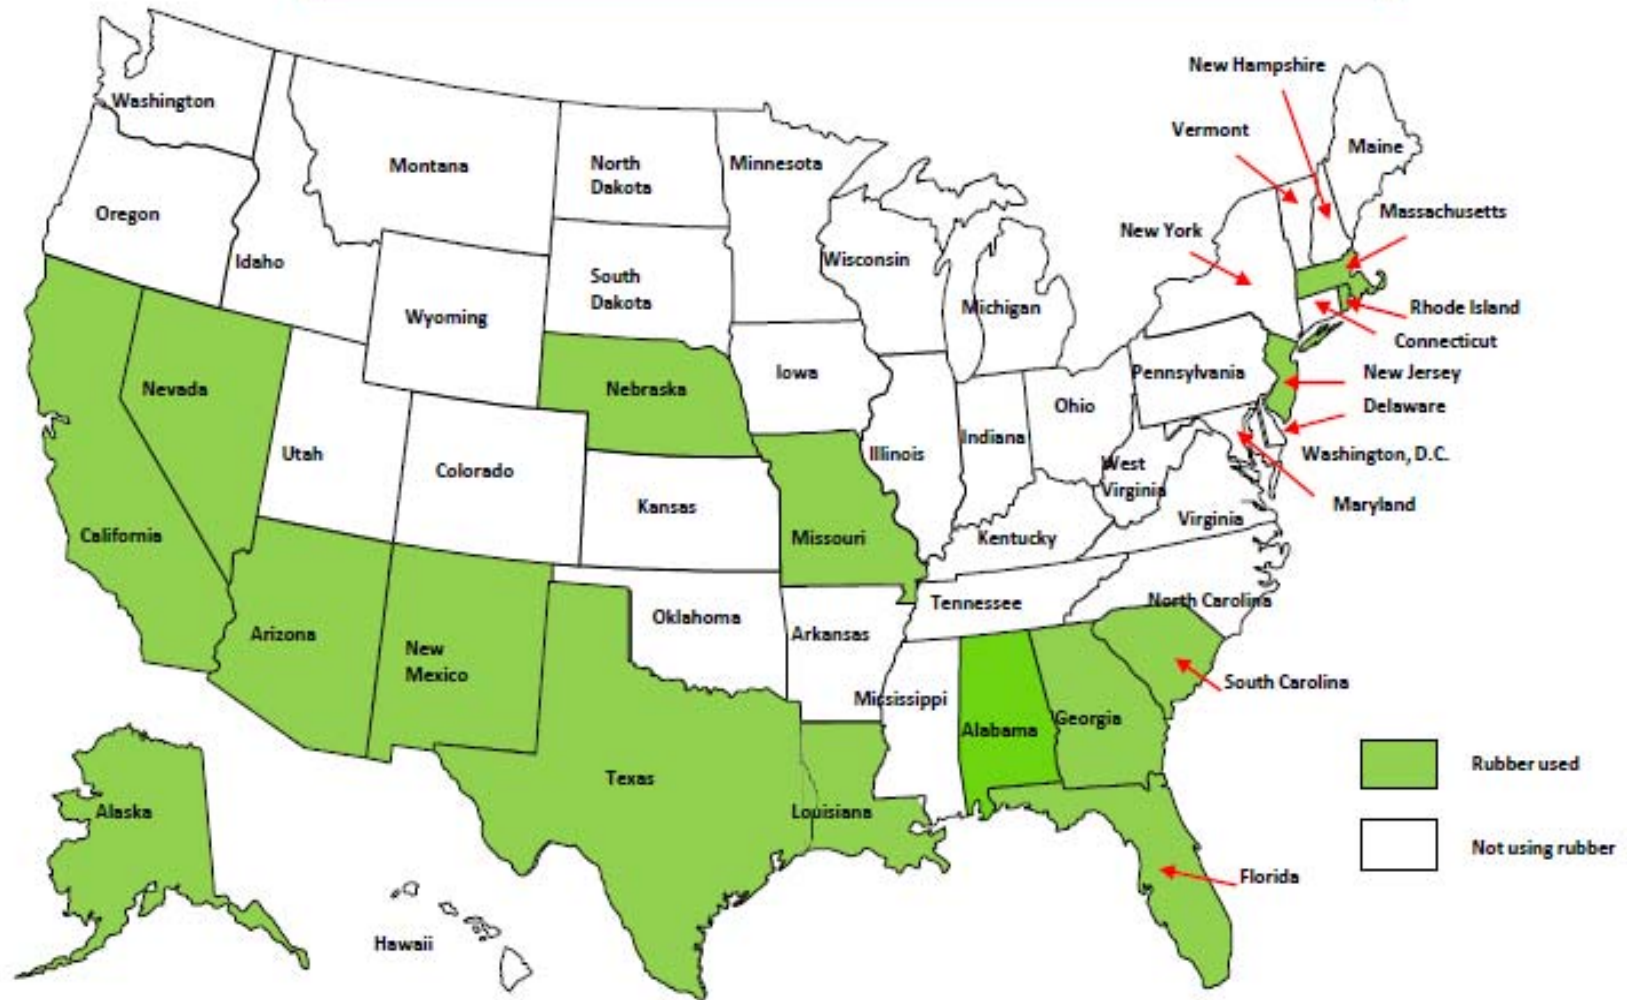 New Hampshire
Washington
Vermont
Maine
Montana
North
Dakota
Minnesota
Oregon
Massachusetts
New York
Idaho
Wisconsin
South
Dakota
Michigan
Rhode Island
Wyoming
Connecticut
Iowa
Pennsylvania
New Jersey
Nevada
Nebraska
Ohio
Delaware
Indiana
Utah
Illinois
Washington, D.C.
Colorado
West
Virginia
Kansas
Maryland
Virginia
California
Missouri
Kentucky
Tennessee
North Carolina
Oklahoma
Arizona
Arkansas
New
Mexico
South Carolina
Mississippi
Georgia
Alabama
Rubber used
Texas
Alaska
Louisiana
Not using rubber
Florida
Hawaii